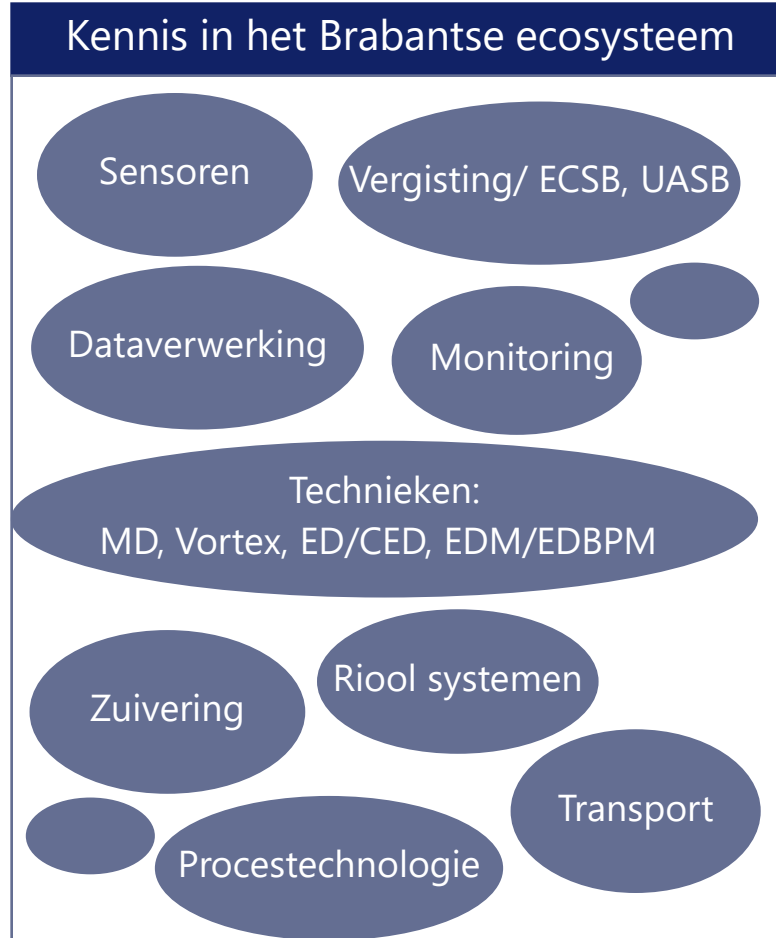 Kennis in het Brabantse ecosysteem
Sensoren
Vergisting/ ECSB, UASB
Dataverwerking
Monitoring
Technieken:
MD, Vortex, ED/CED, EDM/EDBPM
Riool systemen
Zuivering
Transport
Procestechnologie